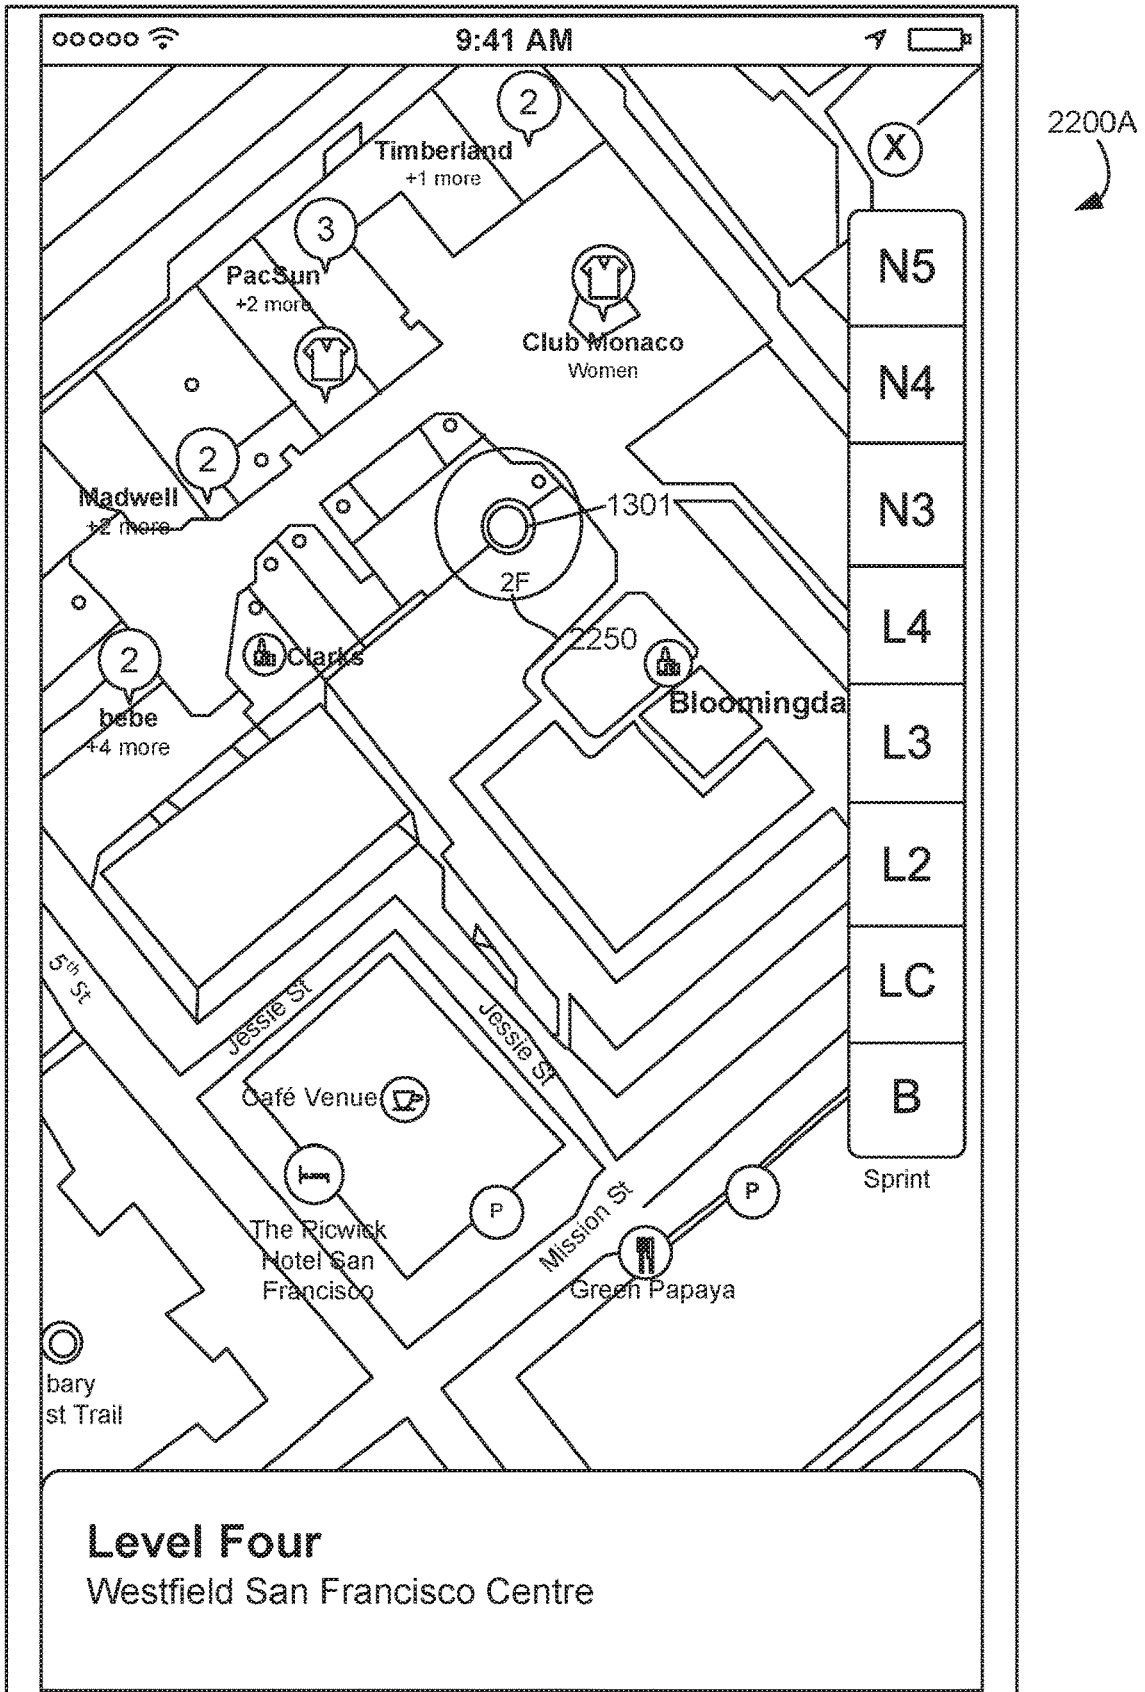 9:41 AM
2200A
2
Timberland
+1 more
X
3
PacSun
+2 more
Club Monaco
Women
N5
N4
N3
L4
L3
L2
LC
B
Sprint
2
Madwell
+2 more
1301
2F
2250
Clarks
2
bebe
+4 more
Bloomingda
5th St
Jessie St
Jessie St
Café Venue
P
P
The Picwick
Hotel San
Francisco
Mission St
Green Papaya
bary
st Trail
Level Four
Westfield San Francisco Centre